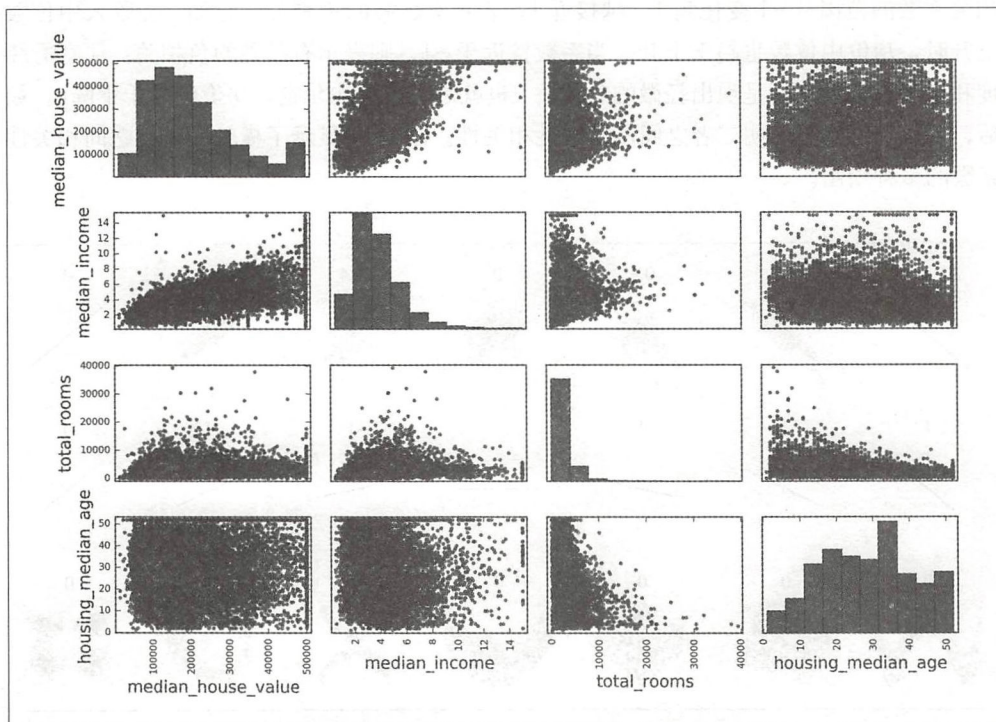 median_house_value
500000
400000
300000
200000
100000
median_income
14
12
10
8
6
4
2
total_rooms
40000
30000
20000
10000
0
housing_median_age
50
40
30
20
10
0
100000 200000 300000 400000 500000
2 4 6 8 10 12 14
0 10000 20000 30000 40000
0 10 20 30 40 50
median_house_value
median_income
total_rooms
housing_median_age